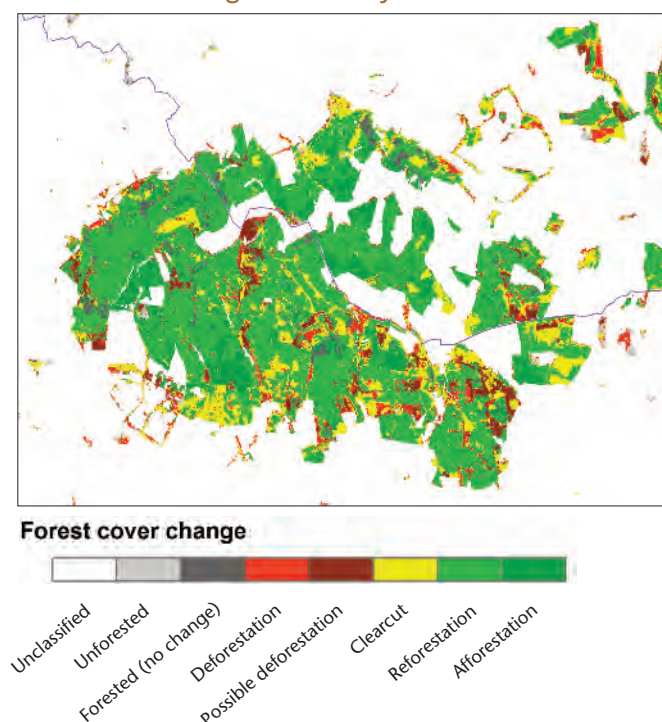 Forest cover change
Unclassified
Unforested
Forested (no change)
Deforestation
Possible deforestation
Clearcut
Reforestation
Afforestation